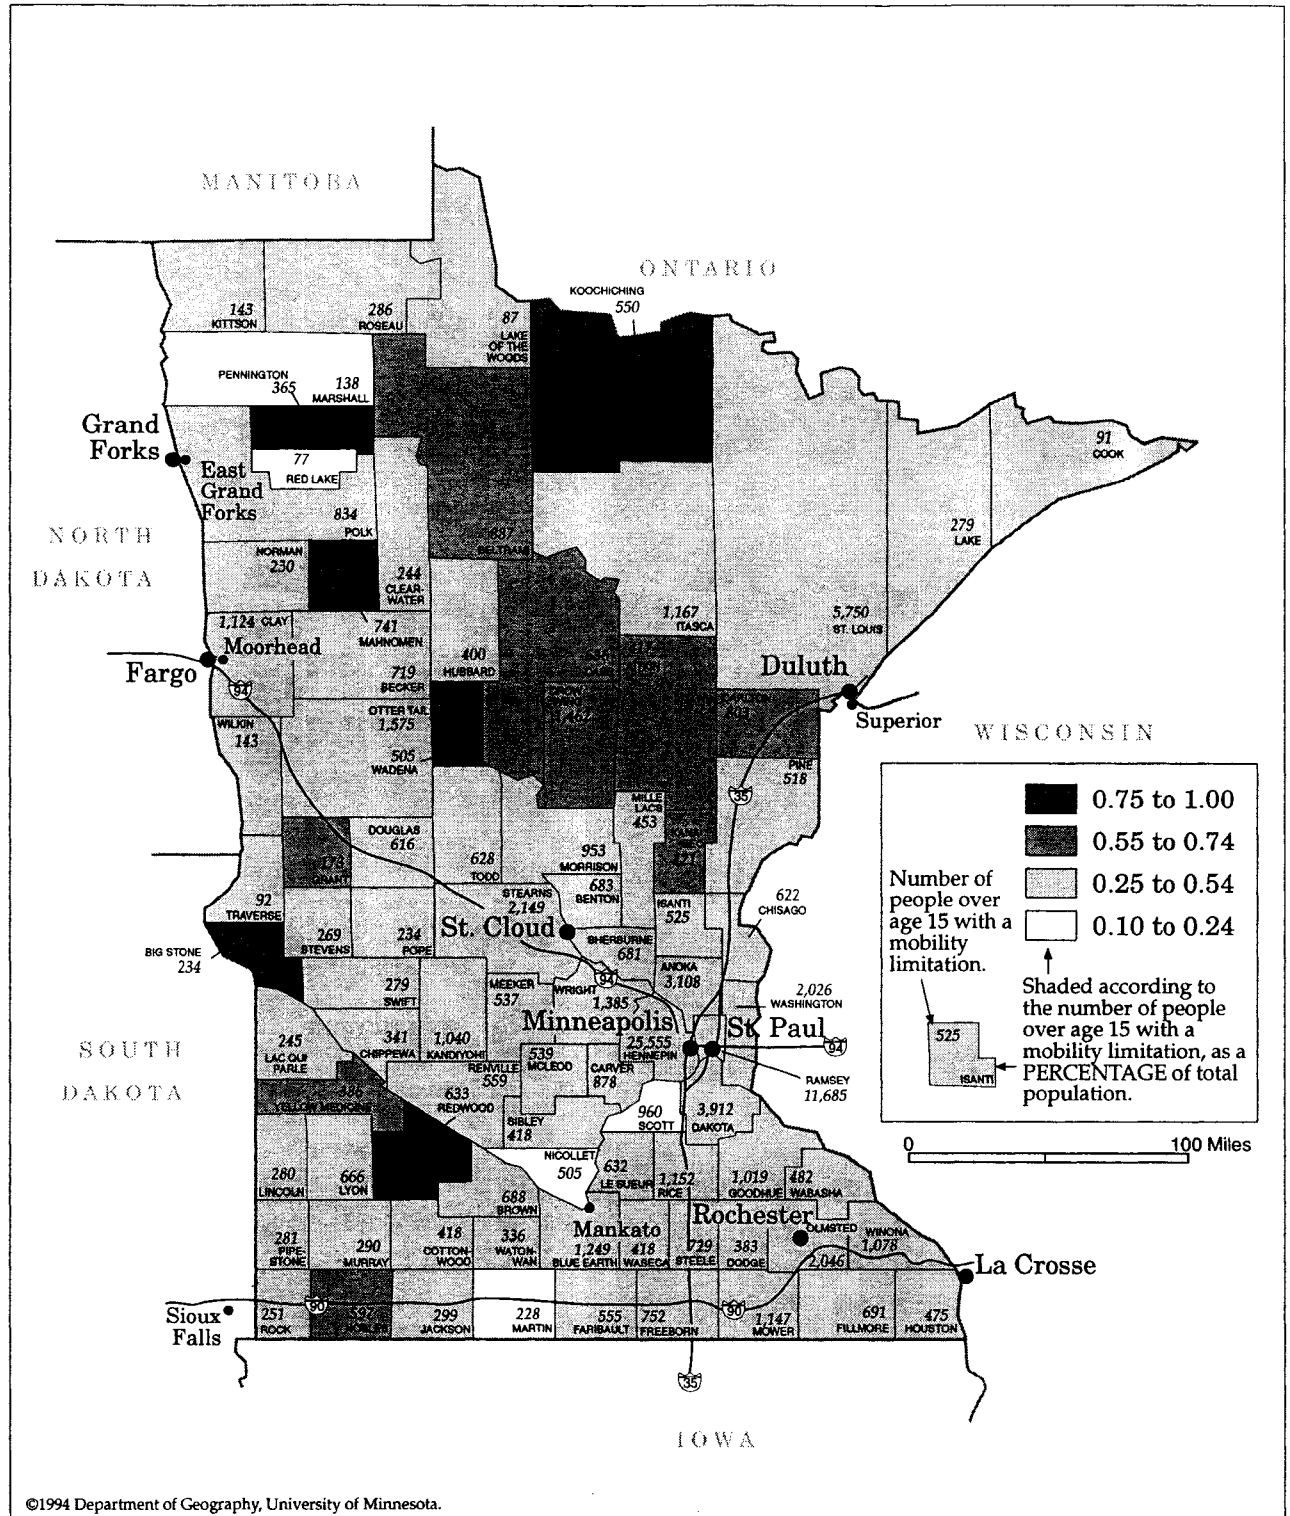 MANITOBA
ONTARIO
KOOCHICHING
550
143
KITTSON
286
ROSEAU
87
LAKE
OF THE
WOODS
PENNINGTON
365
138
MARSHALL
Grand
Forks
East
Grand
Forks
77
RED LAKE
834
POLK
91
COOK
279
LAKE
NORTH
DAKOTA
NORMAN
230
244
CLEAR-
WATER
BELTRAMI
1,167
ITASCA
5,750
ST. LOUIS
1,124 CLAY
741
MAHNOMEN
Moorhead
Fargo
94
719
BECKER
400
HUBBARD
Duluth
Superior
WISCONSIN
OTTER TAIL
1,575
WILKIN
143
505
WADENA
CARLTON
PINE
518
35
MILLE
LACS
453
DOUGLAS
616
GRANT
628
TODD
953
MORRISON
683
BENTON
92
TRAVERSE
STEARNS
2,149
St. Cloud
ISANTI
525
622
CHISAGO
BIG STONE
234
269
STEVENS
234
POPE
SHERBURNE
681
279
SWIFT
MEEKER
537
WRIGHT
1,385
94
ANOKA
3,108
2,026
WASHINGTON
Minneapolis
St. Paul
25,555
HENNEPIN
94
RAMSEY
11,685
SOUTH
DAKOTA
245
LAC QUI
PARLE
341
CHIPPEWA
1,040
KANDIYOHI
RENVILLE
559
539
MCLEOD
CARVER
878
YELLOW MEDICINE
633
REDWOOD
SIBLEY
418
960
SCOTT
3,912
DAKOTA
NICOLLET
505
280
LINCOLN
666
LYON
688
BROWN
632
LE SUEUR
1,152
RICE
1,019
GOODHUE
482
WABASHA
Mankato
Rochester
OLMSTED
2,046
WINONA
1,078
La Crosse
281
PIPE-
STONE
290
MURRAY
418
COTTON-
WOOD
336
WATON-
WAN
1,249
BLUE EARTH
418
WASECA
729
STEELE
383
DODGE
Sioux
Falls
251
ROCK
90
597
NOBLES
299
JACKSON
228
MARTIN
555
FARIBAULT
752
FREEBORN
90
1,147
MOWER
691
FILLMORE
475
HOUSTON
35
IOWA
0.75 to 1.00
0.55 to 0.74
0.25 to 0.54
0.10 to 0.24
Number of
people over
age 15 with a
mobility
limitation.
525
ISANTI
Shaded according to
the number of people
over age 15 with a
mobility limitation, as a
PERCENTAGE of total
population.
0
100 Miles
©1994 Department of Geography, University of Minnesota.